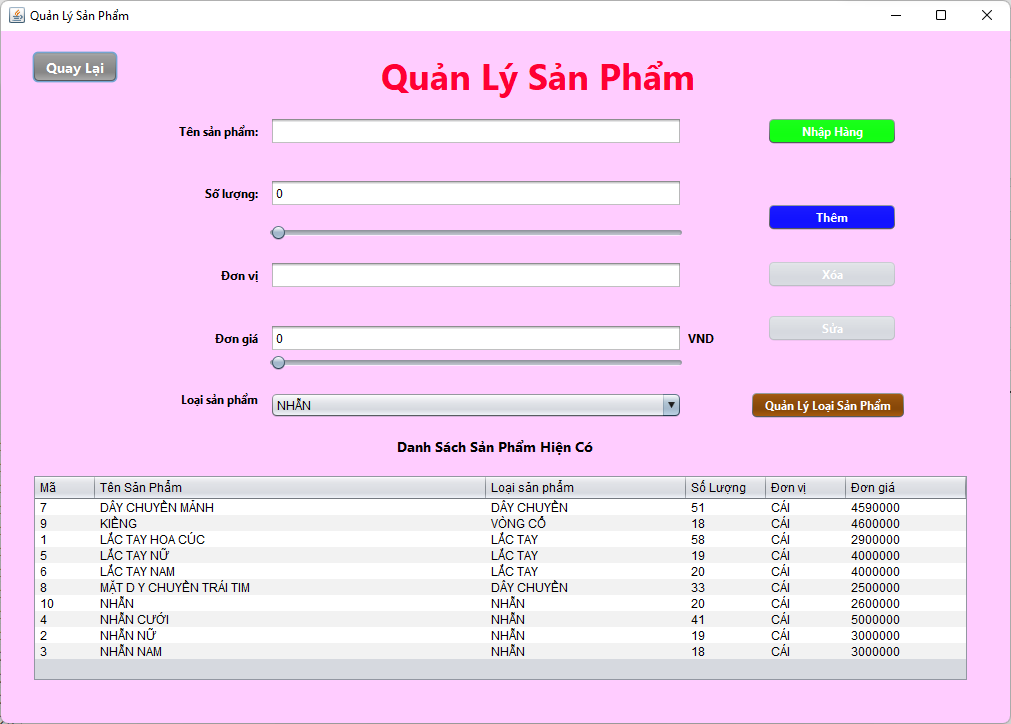 Quản Lý Sản Phẩm
Quay Lại
Quản Lý Sản Phẩm
Tên sản phẩm:
Nhập Hàng
Số lượng: 0
Thêm
Đơn vị
Xóa
Sửa
Đơn giá 0 VND
Loại sản phẩm NHẪN
Quản Lý Loại Sản Phẩm
Danh Sách Sản Phẩm Hiện Có
Mã Tên Sản Phẩm Loại sản phẩm Số Lượng Đơn vị Đơn giá
7 DÂY CHUYỀN MẢNH DÂY CHUYỀN 51 CÁI 4590000
9 KIỀNG VÒNG CỔ 18 CÁI 4600000
1 LẮC TAY HOA CÚC LẮC TAY 58 CÁI 2900000
5 LẮC TAY NỮ LẮC TAY 19 CÁI 4000000
6 LẮC TAY NAM LẮC TAY 20 CÁI 4000000
8 MẶT D Y CHUYỀN TRÁI TIM DÂY CHUYỀN 33 CÁI 2500000
10 NHẪN NHẪN 20 CÁI 2600000
4 NHẪN CƯỚI NHẪN 41 CÁI 5000000
2 NHẪN NỮ NHẪN 19 CÁI 3000000
3 NHẪN NAM NHẪN 18 CÁI 3000000